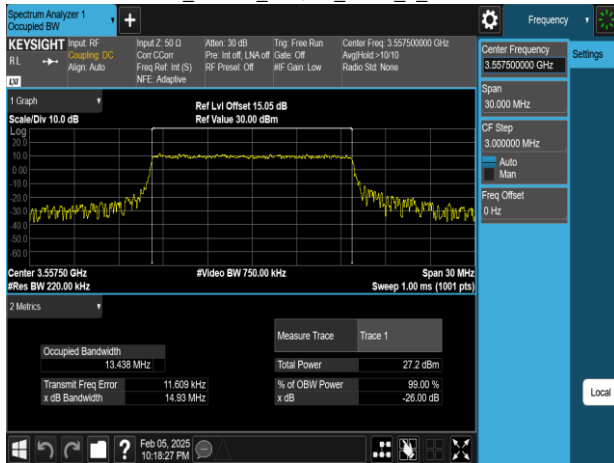 Spectrum Analyzer 1
Occupied BW
+
Frequency
KEYSIGHT Input: RF Input Z: 50 Ω Atten: 30 dB Trig: Free Run Center Freq: 3.557500000 GHz
RL Coupling: DC Corr CCorr Pre: Int off, LNA off Gate: Off Avg|Hold:>10/10
Align: Auto Freq Ref: Int (S) RF Preset: Off #IF Gain: Low Radio Std: None
LXI NFE: Adaptive
Center Frequency
3.557500000 GHz
Settings
Span
30.000 MHz
CF Step
3.000000 MHz
Auto
Man
Freq Offset
0 Hz
Local
1 Graph
Ref Lvl Offset 15.05 dB
Scale/Div 10.0 dB Ref Value 30.00 dBm
Log
20.0
10.0
0.00
-10.0
-20.0
-30.0
-40.0
-50.0
-60.0
Center 3.55750 GHz #Video BW 750.00 kHz Span 30 MHz
#Res BW 220.00 kHz Sweep 1.00 ms (1001 pts)
2 Metrics
Measure Trace Trace 1
Occupied Bandwidth
13.438 MHz Total Power 27.2 dBm
Transmit Freq Error 11.609 kHz % of OBW Power 99.00 %
x dB Bandwidth 14.93 MHz x dB -26.00 dB
? Feb 05, 2025
10:18:27 PM